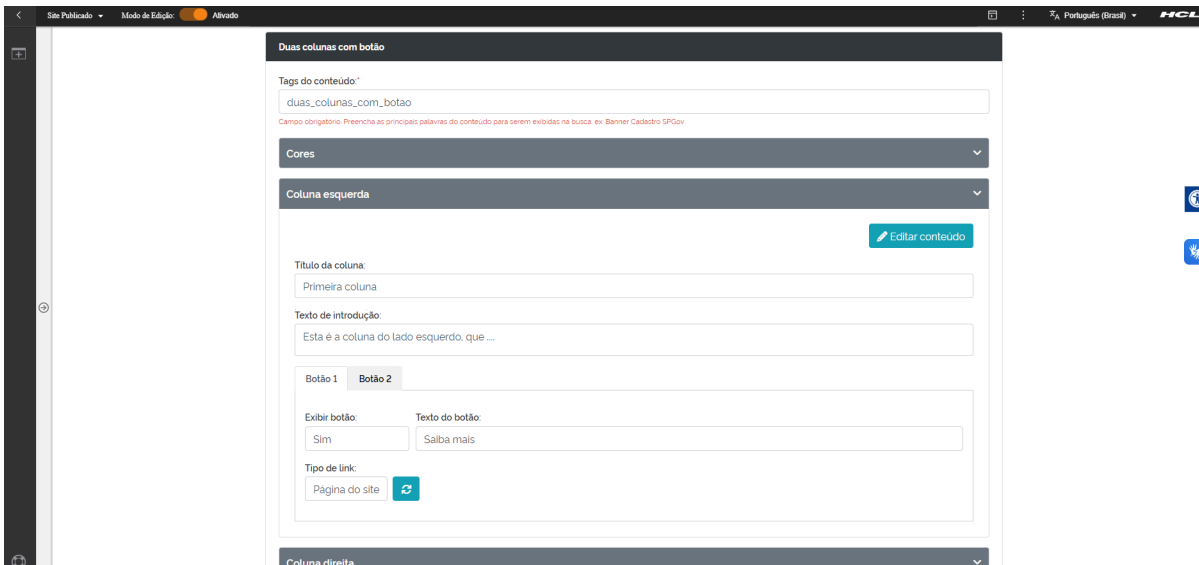 Site Publicado
Modo de Edição:
Ativado
Português (Brasil)
HCL
Duas colunas com botão
Tags do conteúdo:*
duas_colunas_com_botao
Campo obrigatório. Preencha as principais palavras do conteúdo para serem exibidas na busca. ex: Banner Cadastro SPGov
Cores
Coluna esquerda
Editar conteúdo
Título da coluna:
Primeira coluna
Texto de introdução:
Esta é a coluna do lado esquerdo, que ....
Botão 1 Botão 2
Exibir botão: Texto do botão:
Sim Saiba mais
Tipo de link:
Página do site
Coluna direita